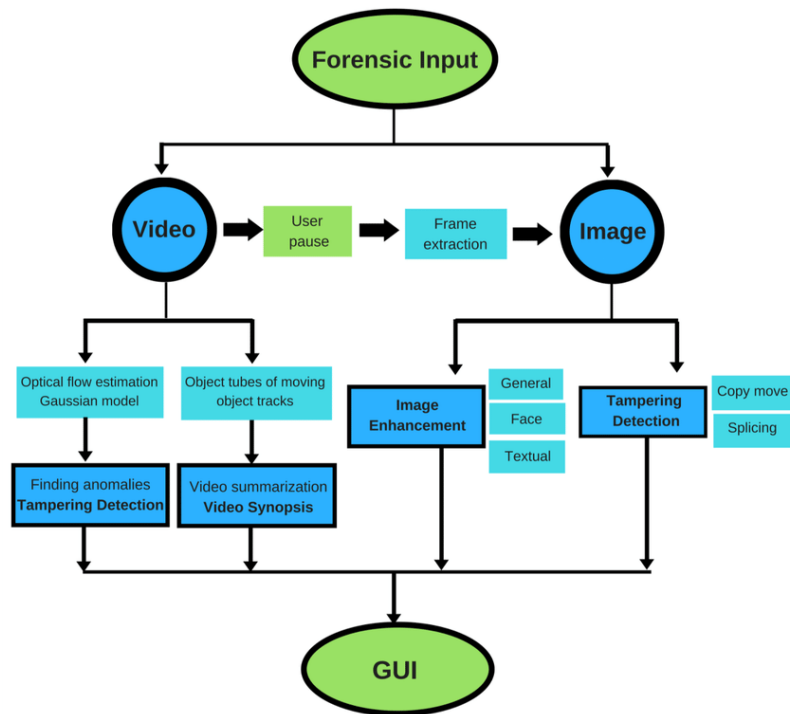 Forensic Input
Video
User
pause
Frame
extraction
Image
Optical flow estimation
Gaussian model
Object tubes of moving
object tracks
Image
Enhancement
General
Face
Textual
Tampering
Detection
Copy move
Splicing
Finding anomalies
Tampering Detection
Video summarization
Video Synopsis
GUI